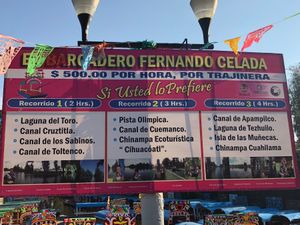 EMBARCADERO FERNANDO CELADA
$ 500.00 POR HORA, POR TRAJINERA
Si Usted lo Prefiere
Recorrido 1 ( 2 Hrs.)
• Laguna del Toro.
• Canal Cruztitla.
• Canal de los Sabinos.
• Canal de Toltenco.
Recorrido 2 ( 3 Hrs.)
• Pista Olimpica.
• Canal de Cuemanco.
• Chinampa Ecoturística
"Cihuacoatl".
Recorrido 3 ( 4 Hrs.)
• Canal de Apampilco.
• Laguna de Tezhuilo.
• Isla de las Muñecas.
• Chinampa Cuahilama